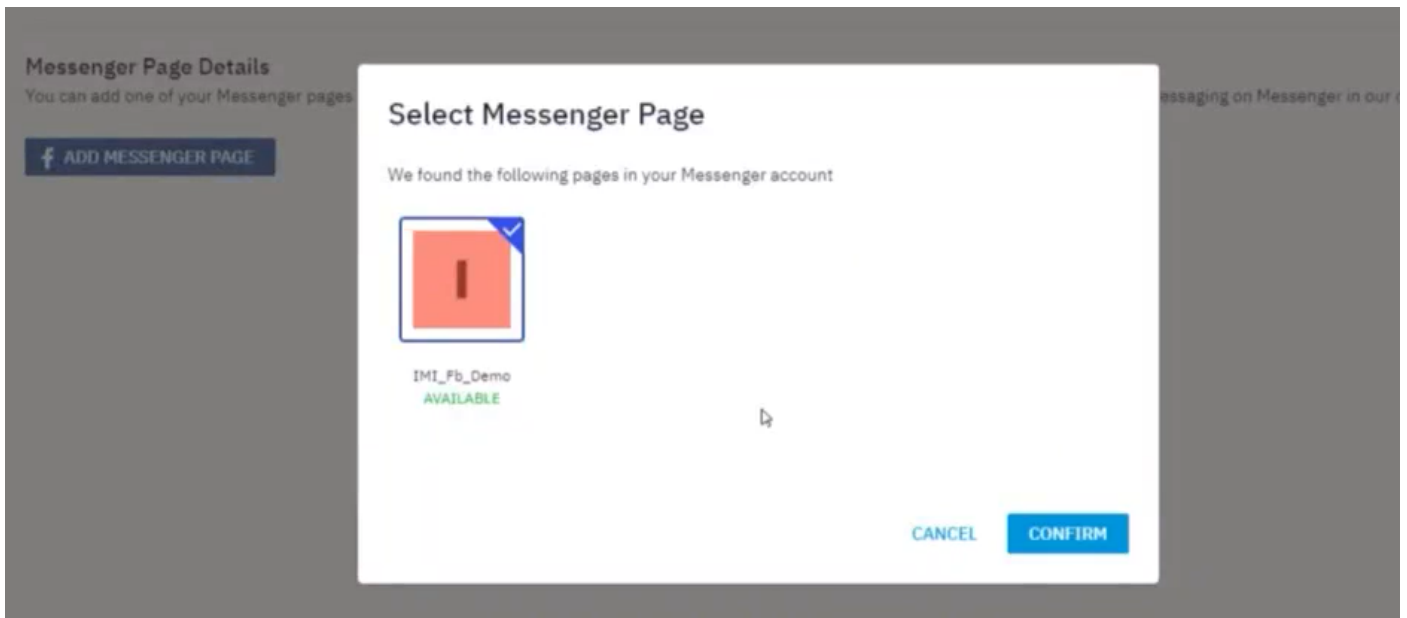 Messenger Page Details
You can add one of your Messenger pages
essaging on Messenger in our
ADD MESSENGER PAGE
Select Messenger Page
We found the following pages in your Messenger account
I
IMI_Fb_Demo
AVAILABLE
CANCEL
CONFIRM